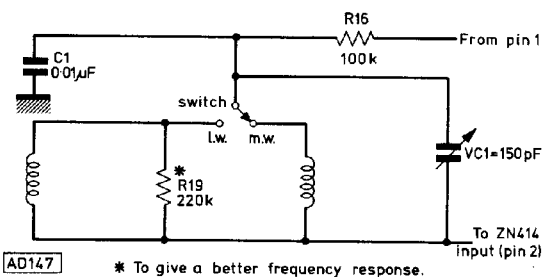 R16
100k
From pin 1
C1
0·01µF
switch
l.w.
m.w.
*
R19
220k
VC1=150pF
To ZN414
input (pin 2)
AD147
* To give a better frequency response.